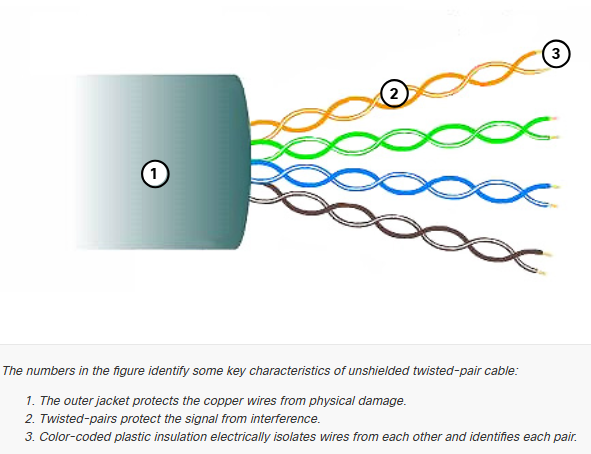 3
2
1
The numbers in the figure identify some key characteristics of unshielded twisted-pair cable:
1. The outer jacket protects the copper wires from physical damage.
2. Twisted-pairs protect the signal from interference.
3. Color-coded plastic insulation electrically isolates wires from each other and identifies each pair.